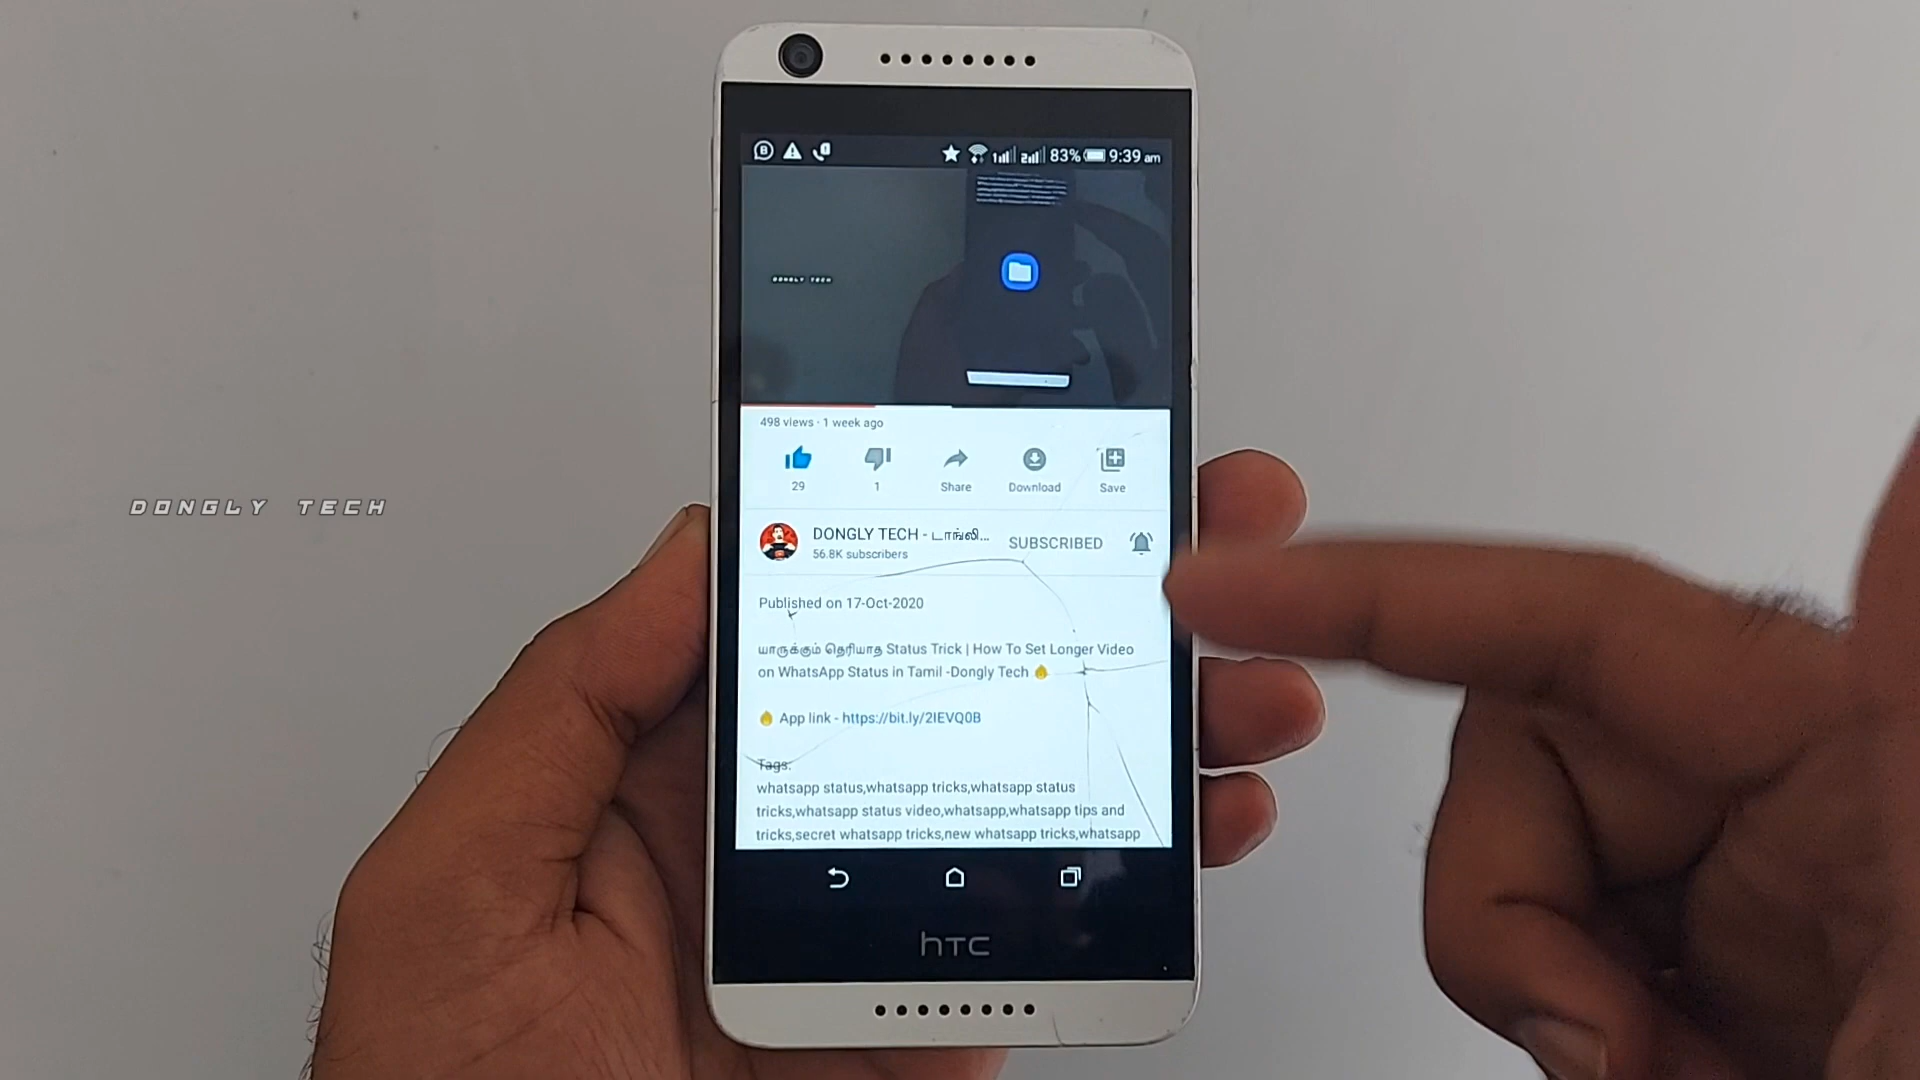 83% 9:39 am
DONGLY TECH
498 views · 1 week ago
29 1 Share Download Save
DONGLY TECH
DONGLY TECH - டாங்லி... SUBSCRIBED
56.8K subscribers
Published on 17-Oct-2020
யாருக்கும் தெரியாத Status Trick | How To Set Longer Video
on WhatsApp Status in Tamil -Dongly Tech 🔥
🔥 App link - https://bit.ly/2IEVQ0B
Tags:
whatsapp status,whatsapp tricks,whatsapp status
tricks,whatsapp status video,whatsapp,whatsapp tips and
tricks,secret whatsapp tricks,new whatsapp tricks,whatsapp
hTC